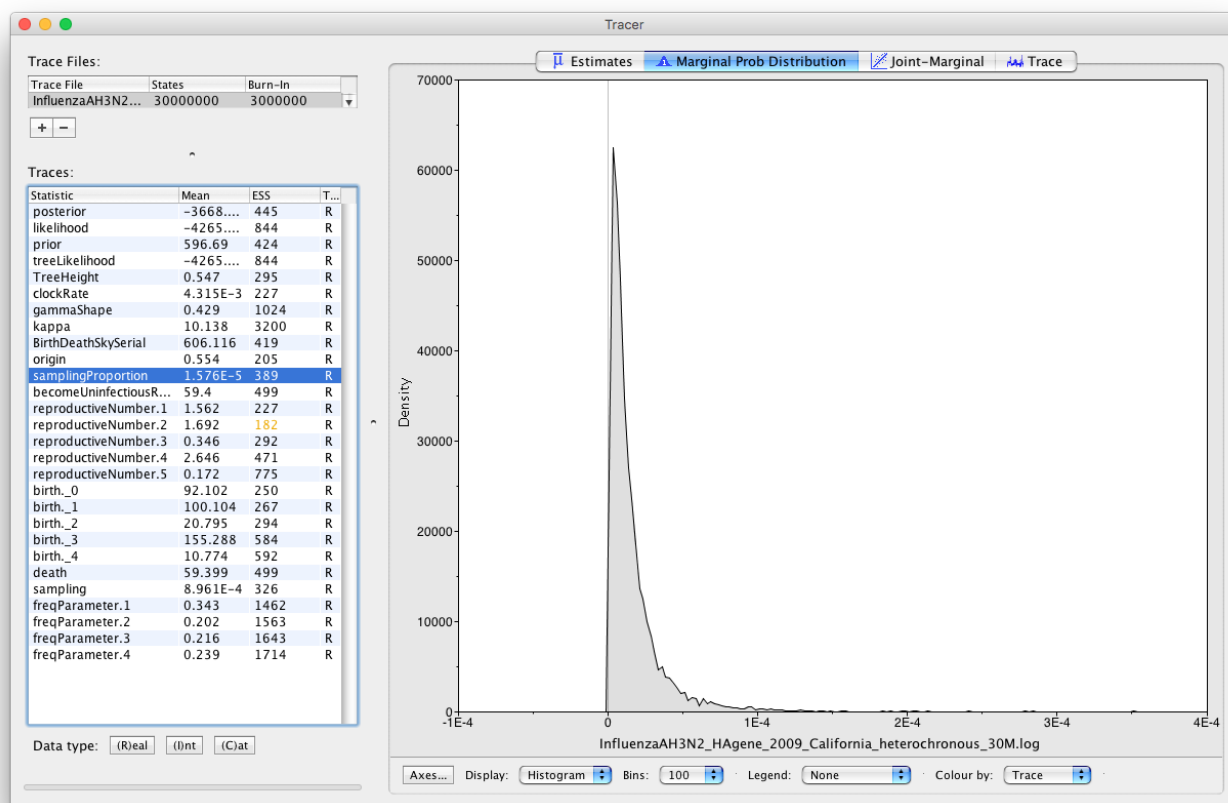 Tracer
Trace Files:
Trace File States Burn-In
InfluenzaAH3N2... 30000000 3000000
+ −
Traces:
Statistic Mean ESS T...
posterior −3668.... 445 R
likelihood −4265.... 844 R
prior 596.69 424 R
treeLikelihood −4265.... 844 R
TreeHeight 0.547 295 R
clockRate 4.315E-3 227 R
gammaShape 0.429 1024 R
kappa 10.138 3200 R
BirthDeathSkySerial 606.116 419 R
origin 0.554 205 R
samplingProportion 1.576E-5 389 R
becomeUninfectiousR... 59.4 499 R
reproductiveNumber.1 1.562 227 R
reproductiveNumber.2 1.692 182 R
reproductiveNumber.3 0.346 292 R
reproductiveNumber.4 2.646 471 R
reproductiveNumber.5 0.172 775 R
birth._0 92.102 250 R
birth._1 100.104 267 R
birth._2 20.795 294 R
birth._3 155.288 584 R
birth._4 10.774 592 R
death 59.399 499 R
sampling 8.961E-4 326 R
freqParameter.1 0.343 1462 R
freqParameter.2 0.202 1563 R
freqParameter.3 0.216 1643 R
freqParameter.4 0.239 1714 R
Data type: (R)eal (I)nt (C)at
μ Estimates Marginal Prob Distribution Joint-Marginal Trace
70000
60000
50000
40000
30000
20000
10000
0
Density
-1E-4 0 1E-4 2E-4 3E-4 4E-4
InfluenzaAH3N2_HAgene_2009_California_heterochronous_30M.log
Axes... Display: Histogram Bins: 100 Legend: None Colour by: Trace